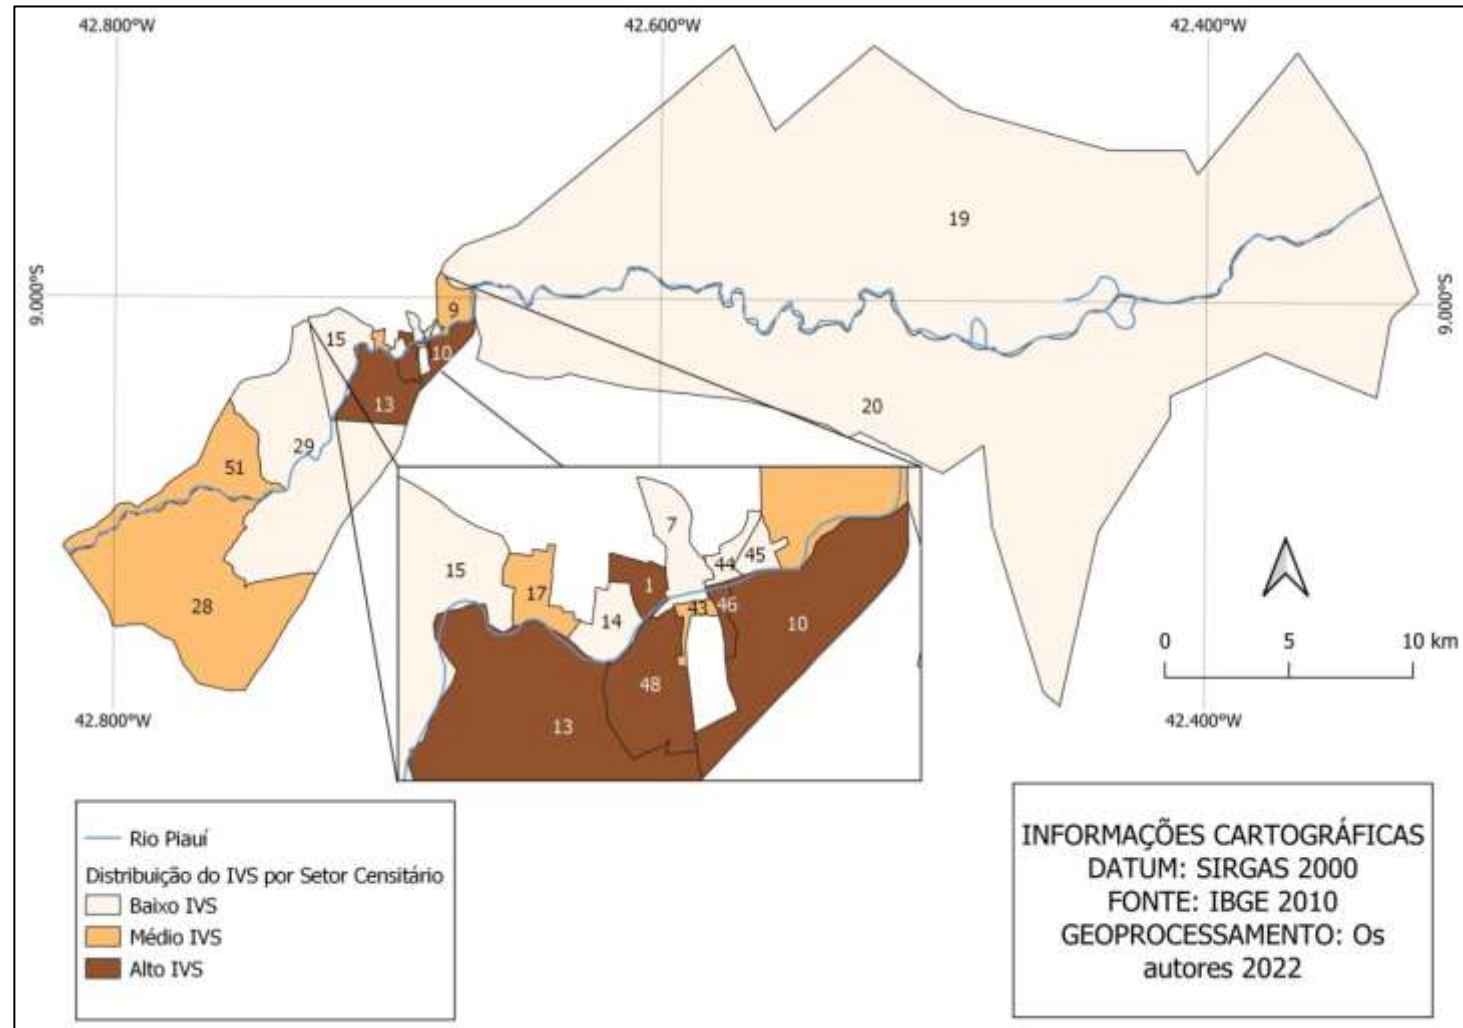 42.800°W
42.600°W
42.400°W
19
9.000°S
9.000°S
9
15
10
13
20
29
51
28
7
44
45
15
17
1
14
43
46
10
48
13
0 5 10 km
42.800°W
42.400°W
Rio Piauí
Distribuição do IVS por Setor Censitário
Baixo IVS
Médio IVS
Alto IVS
INFORMAÇÕES CARTOGRÁFICAS
DATUM: SIRGAS 2000
FONTE: IBGE 2010
GEOPROCESSAMENTO: Os
autores 2022